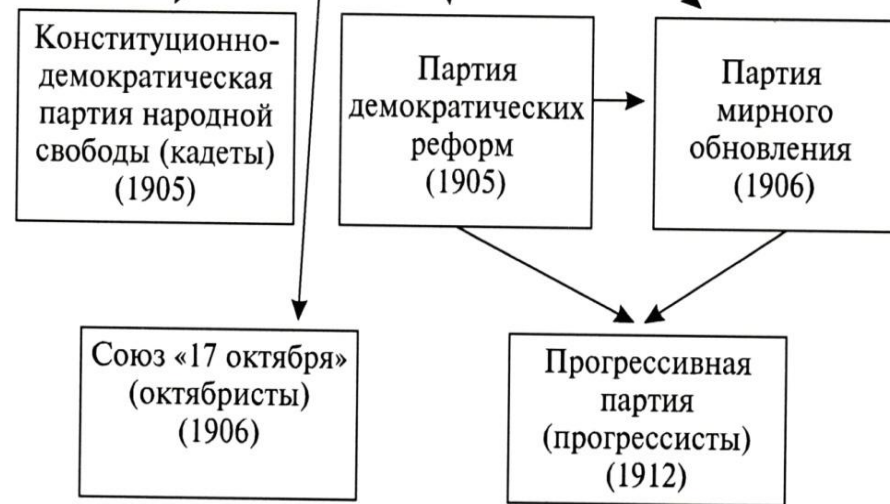 Конституционно-
демократическая
партия народной
свободы (кадеты)
(1905)
Партия
демократических
реформ
(1905)
Партия
мирного
обновления
(1906)
Союз «17 октября»
(октябристы)
(1906)
Прогрессивная
партия
(прогрессисты)
(1912)